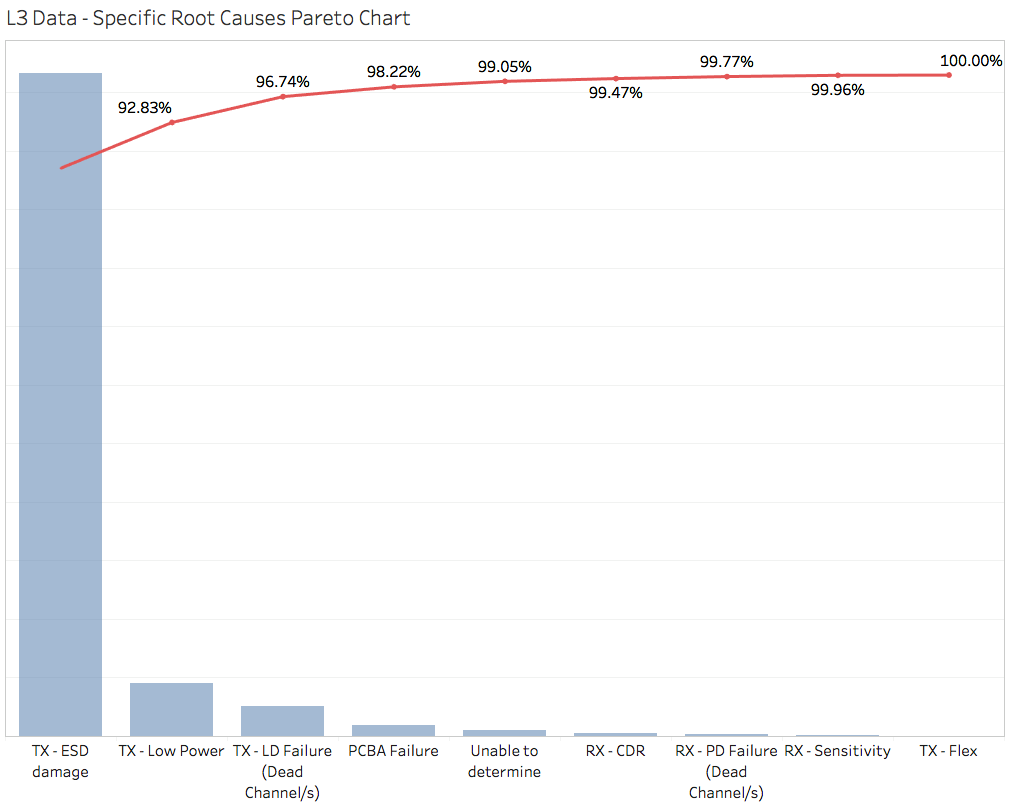 L3 Data - Specific Root Causes Pareto Chart
92.83%
96.74%
98.22%
99.05%
99.47%
99.77%
99.96%
100.00%
TX - ESD
damage
TX - Low Power
TX - LD Failure
(Dead
Channel/s)
PCBA Failure
Unable to
determine
RX - CDR
RX - PD Failure
(Dead
Channel/s)
RX - Sensitivity
TX - Flex